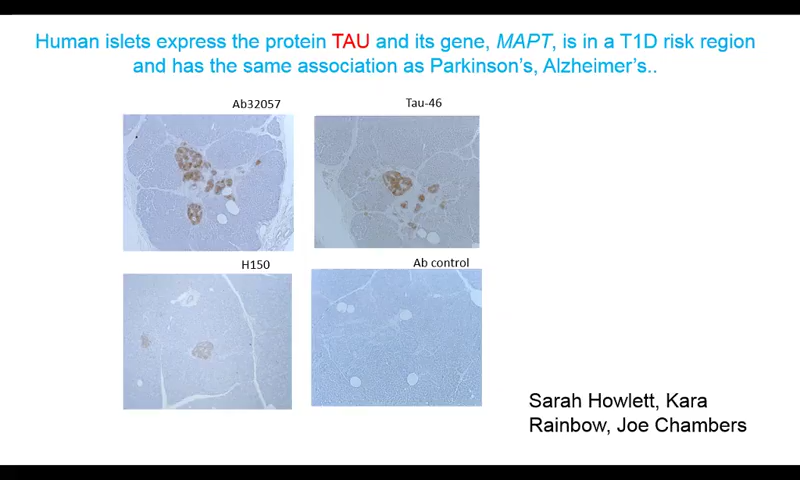 Human islets express the protein TAU and its gene, MAPT, is in a T1D risk region
and has the same association as Parkinson's, Alzheimer's..
Ab32057
Tau-46
H150
Ab control
Sarah Howlett, Kara
Rainbow, Joe Chambers